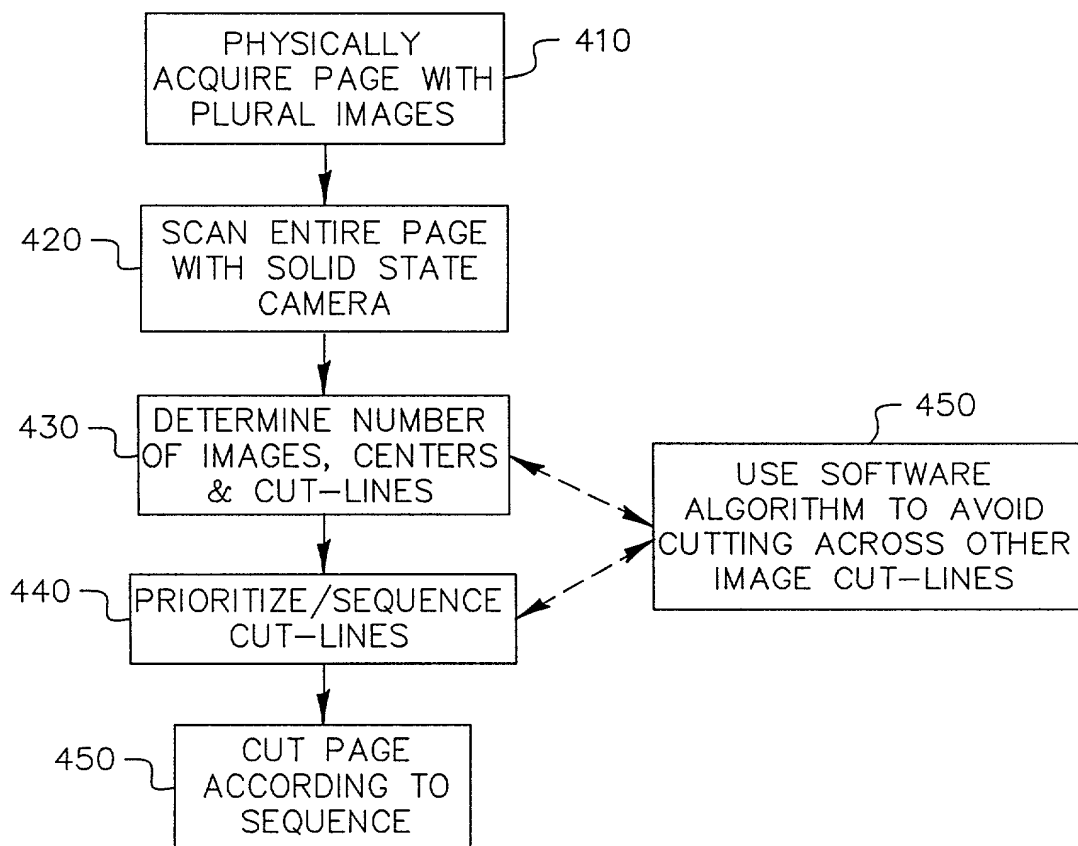 PHYSICALLY
ACQUIRE PAGE WITH
PLURAL IMAGES
410
420
SCAN ENTIRE PAGE
WITH SOLID STATE
CAMERA
430
DETERMINE NUMBER
OF IMAGES, CENTERS
& CUT-LINES
450
USE SOFTWARE
ALGORITHM TO AVOID
CUTTING ACROSS OTHER
IMAGE CUT-LINES
440
PRIORITIZE/SEQUENCE
CUT-LINES
450
CUT PAGE
ACCORDING TO
SEQUENCE